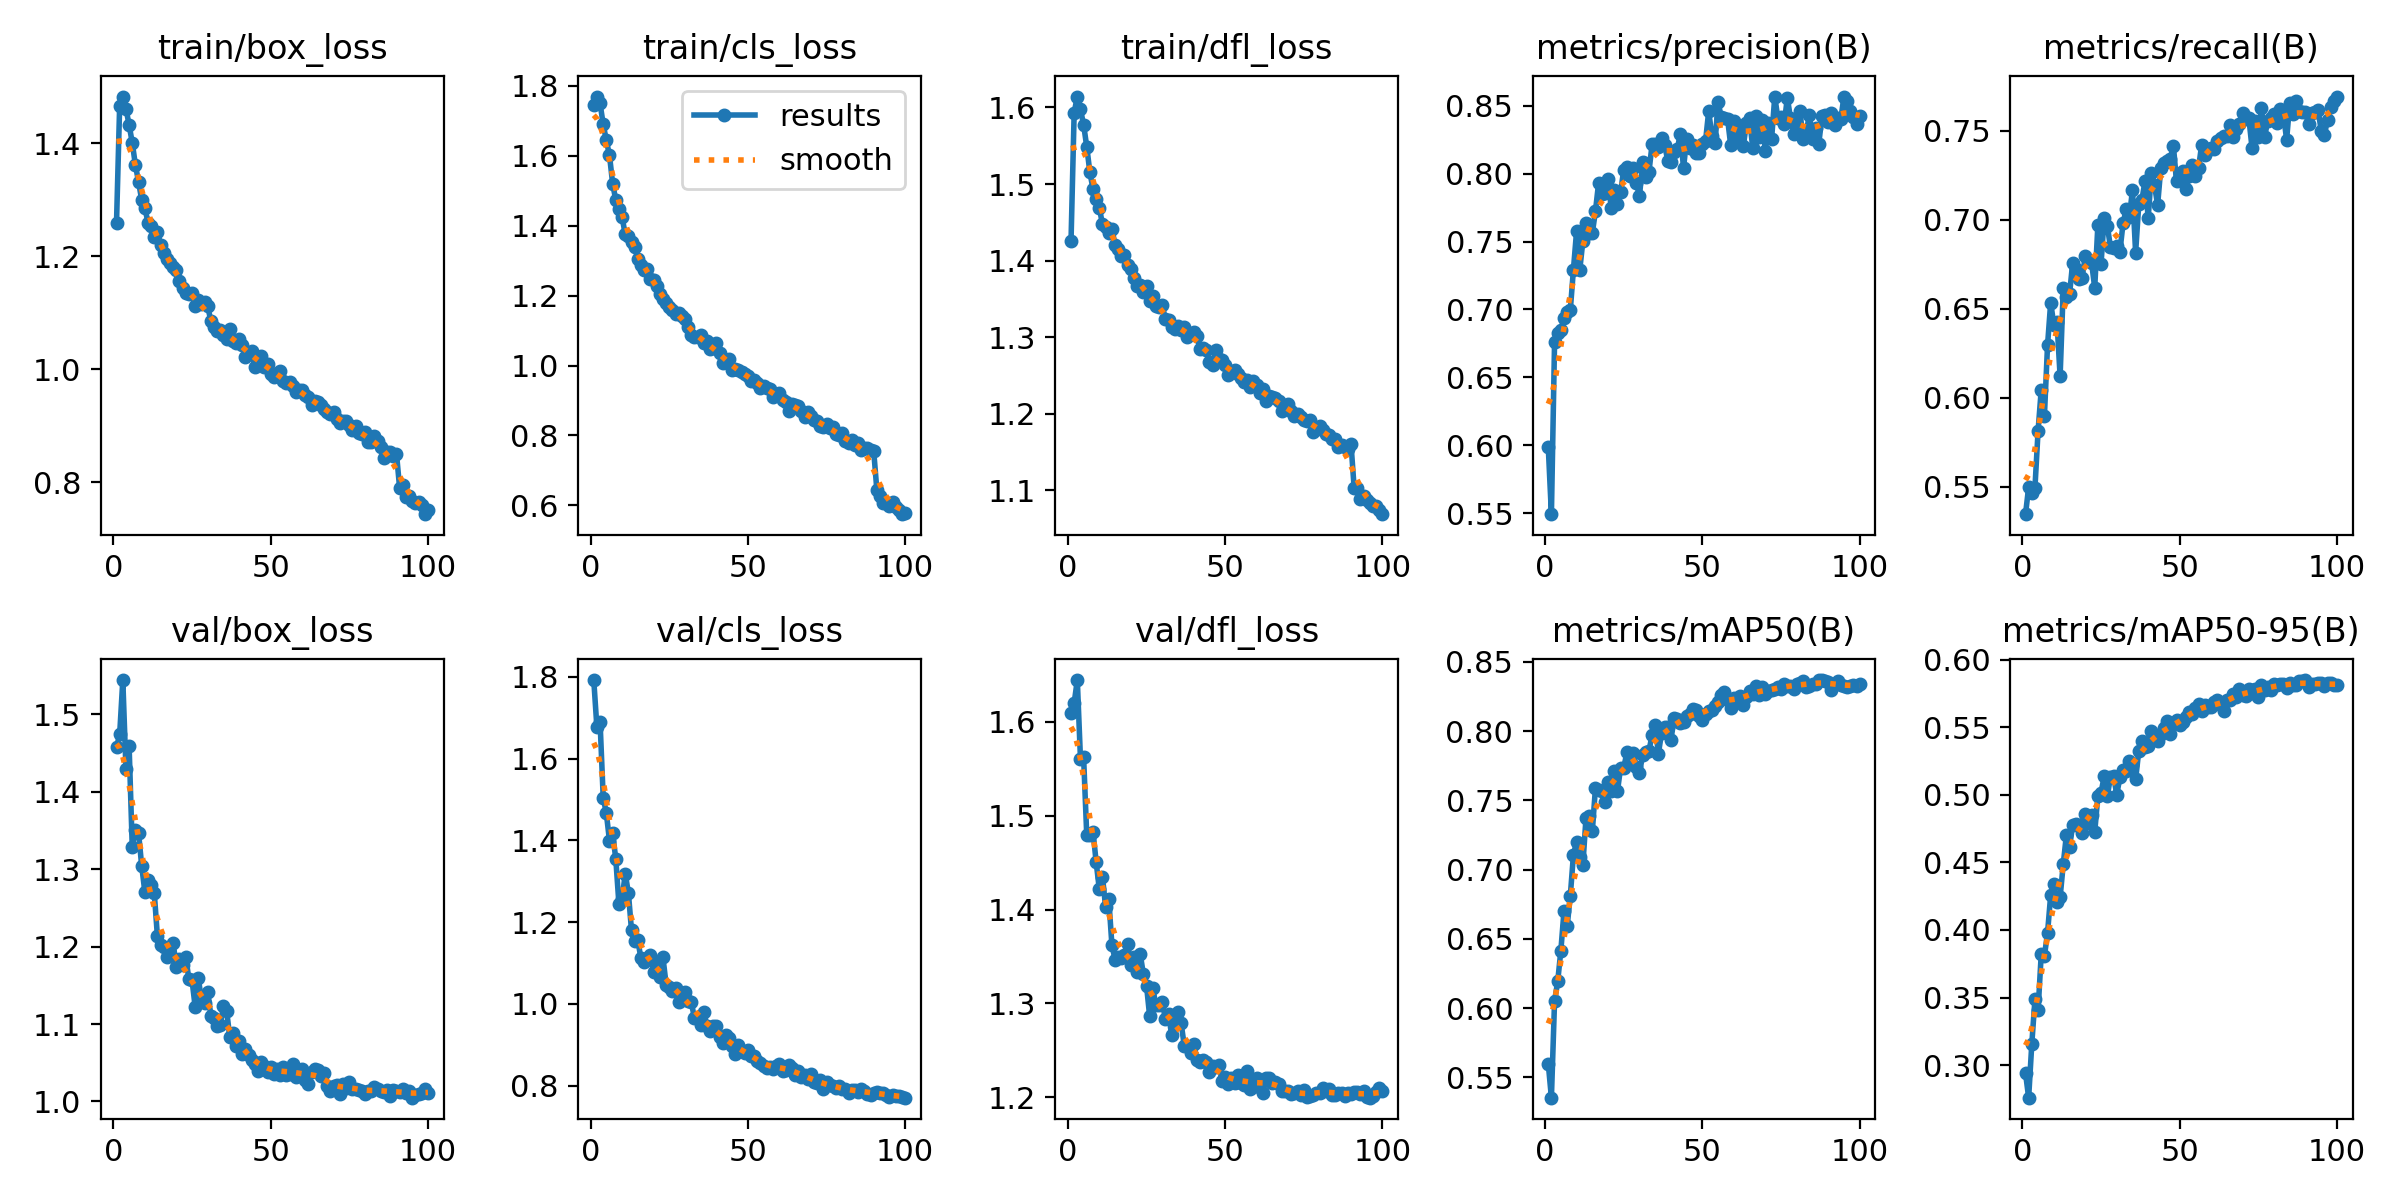 train/box_loss
1.4
1.2
1.0
0.8
0 50 100
train/cls_loss
results
smooth
1.8
1.6
1.4
1.2
1.0
0.8
0.6
0 50 100
train/dfl_loss
1.6
1.5
1.4
1.3
1.2
1.1
0 50 100
metrics/precision(B)
0.85
0.80
0.75
0.70
0.65
0.60
0.55
0 50 100
metrics/recall(B)
0.75
0.70
0.65
0.60
0.55
0 50 100
val/box_loss
1.5
1.4
1.3
1.2
1.1
1.0
0 50 100
val/cls_loss
1.8
1.6
1.4
1.2
1.0
0.8
0 50 100
val/dfl_loss
1.6
1.5
1.4
1.3
1.2
0 50 100
metrics/mAP50(B)
0.85
0.80
0.75
0.70
0.65
0.60
0.55
0 50 100
metrics/mAP50-95(B)
0.60
0.55
0.50
0.45
0.40
0.35
0.30
0 50 100